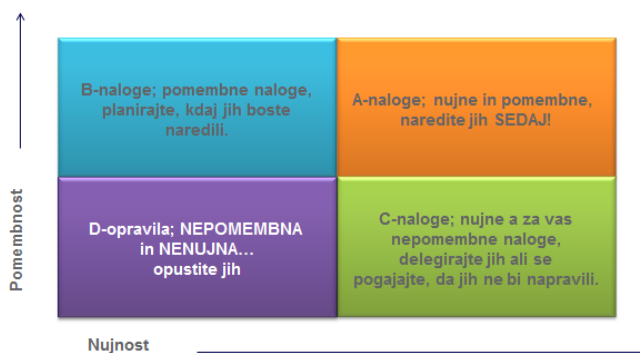 B-naloge; pomembne naloge,
planirajte, kdaj jih boste
naredili.
A-naloge; nujne in pomembne,
naredite jih SEDAJ!
D-opravila; NEPOMEMBNA
in NENUJNA...
opustite jih
C-naloge; nujne a za vas
nepomembne naloge,
delegirajte jih ali se
pogajajte, da jih ne bi napravili.
Pomembnost
Nujnost